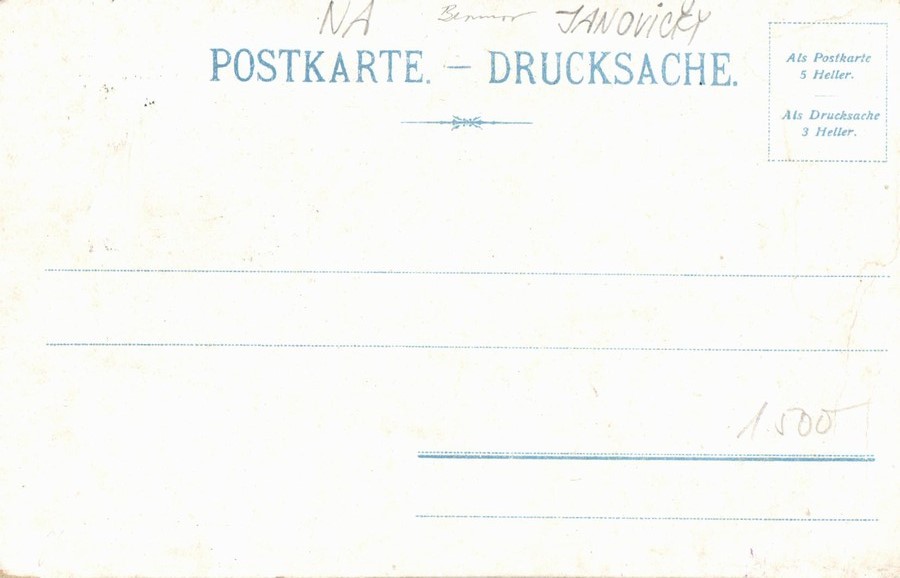 NA JANOVICKY
POSTKARTE. — DRUCKSACHE.
Als Postkarte
5 Heller.
Als Drucksache
3 Heller.
1.500